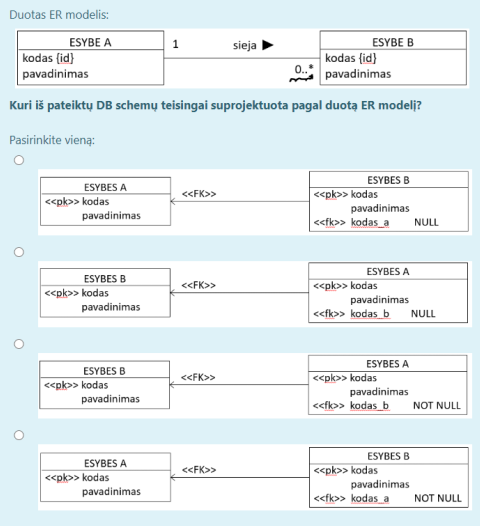 Duotas ER modelis:
ESYBE A
1
sieja ►
ESYBE B
kodas {id}
kodas {id}
pavadinimas
0..*
pavadinimas
Kuri iš pateiktų DB schemų teisingai suprojektuota pagal duotą ER modelį?
Pasirinkite vieną:
ESYBES A
<<FK>>
ESYBES B
<<pk>> kodas
<<pk>> kodas
pavadinimas
pavadinimas
<<fk>> kodas_a NULL
ESYBES B
<<FK>>
ESYBES A
<<pk>> kodas
<<pk>> kodas
pavadinimas
pavadinimas
<<fk>> kodas_b NULL
ESYBES B
<<FK>>
ESYBES A
<<pk>> kodas
<<pk>> kodas
pavadinimas
pavadinimas
<<fk>> kodas_b NOT NULL
ESYBES A
<<FK>>
ESYBES B
<<pk>> kodas
<<pk>> kodas
pavadinimas
pavadinimas
<<fk>> kodas_a NOT NULL